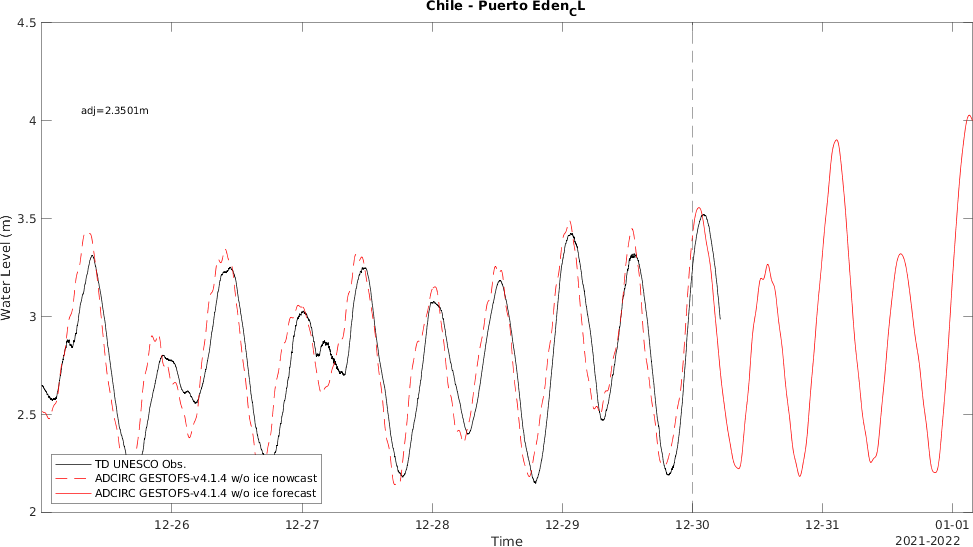 Chile - Puerto Eden_CL
4.5
adj=2.3501m
4
3.5
Water Level (m)
3
2.5
TD UNESCO Obs.
ADCIRC GESTOFS-v4.1.4 w/o ice nowcast
ADCIRC GESTOFS-v4.1.4 w/o ice forecast
2
12-26 12-27 12-28 12-29 12-30 12-31 01-01
Time
2021-2022